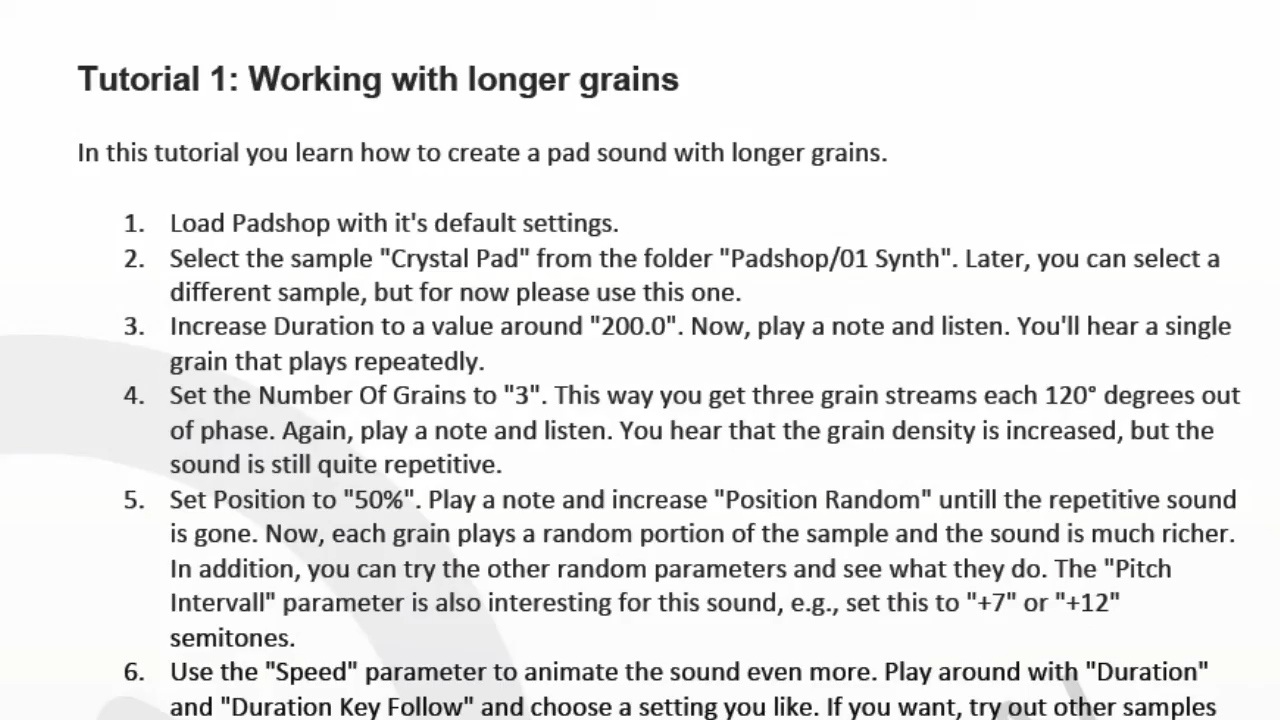 Tutorial 1: Working with longer grains
In this tutorial you learn how to create a pad sound with longer grains.
1. Load Padshop with it's default settings.
2. Select the sample "Crystal Pad" from the folder "Padshop/01 Synth". Later, you can select a
different sample, but for now please use this one.
3. Increase Duration to a value around "200.0". Now, play a note and listen. You'll hear a single
grain that plays repeatedly.
4. Set the Number Of Grains to "3". This way you get three grain streams each 120° degrees out
of phase. Again, play a note and listen. You hear that the grain density is increased, but the
sound is still quite repetitive.
5. Set Position to "50%". Play a note and increase "Position Random" untill the repetitive sound
is gone. Now, each grain plays a random portion of the sample and the sound is much richer.
In addition, you can try the other random parameters and see what they do. The "Pitch
Intervall" parameter is also interesting for this sound, e.g., set this to "+7" or "+12"
semitones.
6. Use the "Speed" parameter to animate the sound even more. Play around with "Duration"
and "Duration Key Follow" and choose a setting you like. If you want, try out other samples